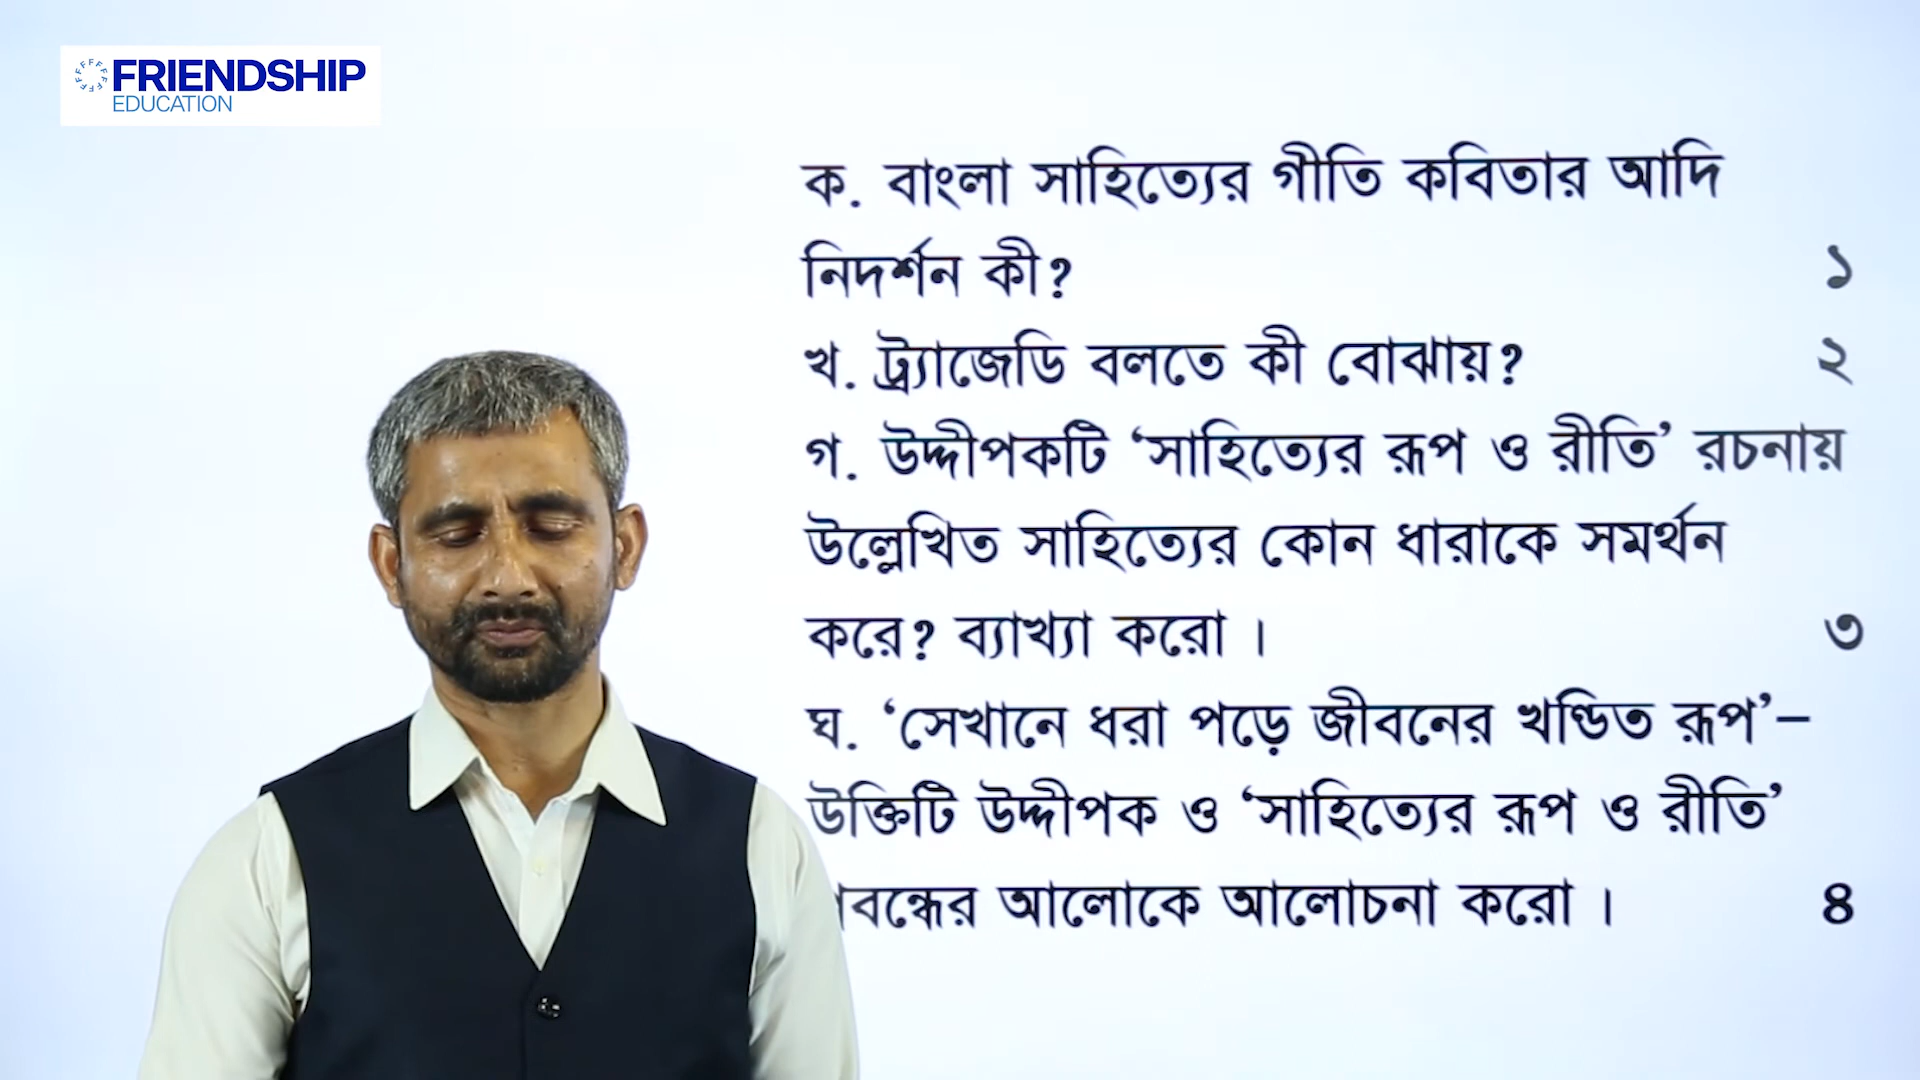 FRIENDSHIP
EDUCATION
ক. বাংলা সাহিত্যের গীতি কবিতার আদি
নিদর্শন কী? ১
খ. ট্র্যাজেডি বলতে কী বোঝায়? ২
গ. উদ্দীপকটি ‘সাহিত্যের রূপ ও রীতি’ রচনায়
উল্লেখিত সাহিত্যের কোন ধারাকে সমর্থন
করে? ব্যাখ্যা করো। ৩
ঘ. ‘সেখানে ধরা পড়ে জীবনের খণ্ডিত রূপ’–
উক্তিটি উদ্দীপক ও ‘সাহিত্যের রূপ ও রীতি’
আলোকে আলোচনা করো। ৪